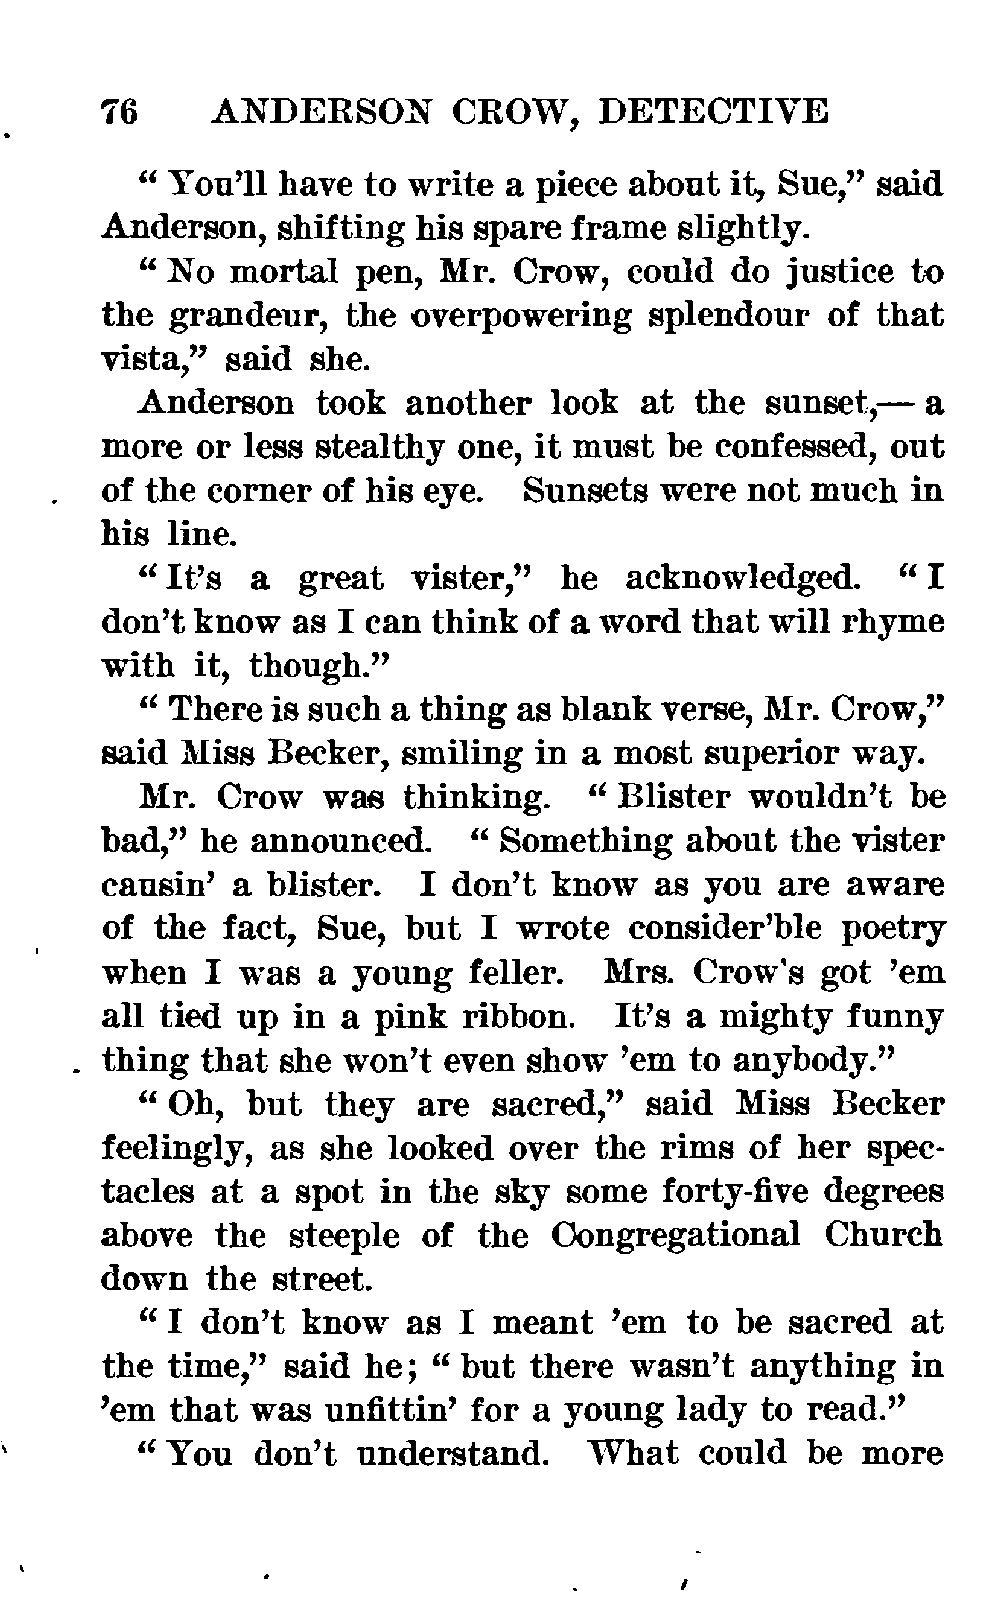 76 ANDERSON CROW, DETECTIVE
“ You’ll have to write a piece about it, Sue,” said
Anderson, shifting his spare frame slightly.
“ No mortal pen, Mr. Crow, could do justice to
the grandeur, the overpowering splendour of that
vista,” said she.
Anderson took another look at the sunset,— a
more or less stealthy one, it must be confessed, out
of the corner of his eye. Sunsets were not much in
his line.
“ It’s a great vister,” he acknowledged. “ I
don’t know as I can think of a word that will rhyme
with it, though.”
“ There is such a thing as blank verse, Mr. Crow,”
said Miss Becker, smiling in a most superior way.
Mr. Crow was thinking. “ Blister wouldn’t be
bad,” he announced. “ Something about the vister
causin’ a blister. I don’t know as you are aware
of the fact, Sue, but I wrote consider’ble poetry
when I was a young feller. Mrs. Crow’s got ’em
all tied up in a pink ribbon. It’s a mighty funny
thing that she won’t even show ’em to anybody.”
“ Oh, but they are sacred,” said Miss Becker
feelingly, as she looked over the rims of her spec-
tacles at a spot in the sky some forty-five degrees
above the steeple of the Congregational Church
down the street.
“ I don’t know as I meant ’em to be sacred at
the time,” said he; “ but there wasn’t anything in
’em that was unfittin’ for a young lady to read.”
“ You don’t understand. What could be more